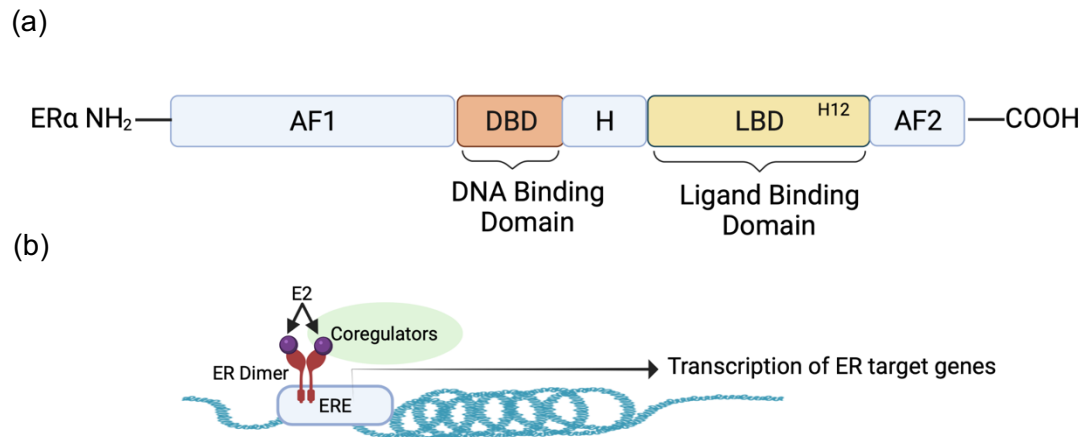 (a)
ERα NH₂ AF1 DBD H LBD H12 AF2 COOH
DNA Binding
Domain
Ligand Binding
Domain
(b)
E2
Coregulators
ER Dimer
Transcription of ER target genes
ERE